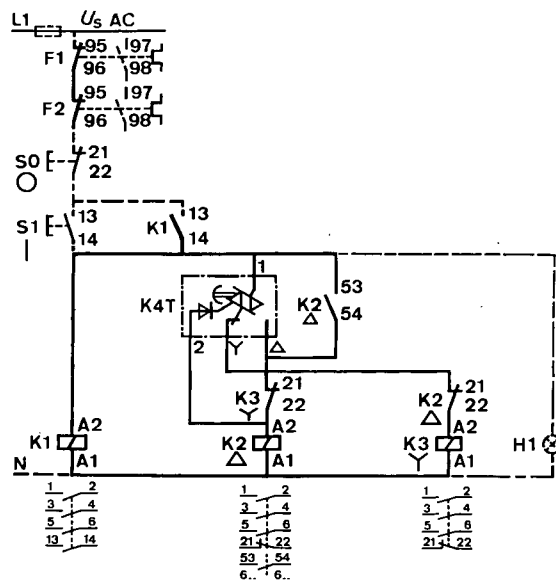 L1 Us AC
F1 95 97
96 98
F2 95 97
96 98
S0 21
22
S1 13
14
K1 13
14
1
K4T
2 Y △
K2 53
△ 54
K3 21
Y 22
K2 21
△ 22
K1 A2
A1
K2 A2
△ A1
K3 A2
Y A1
H1
N
1 2
3 4
5 6
13 14
1 2
3 4
5 6
21 22
53 54
6.. 6..
1 2
3 4
5 6
21 22